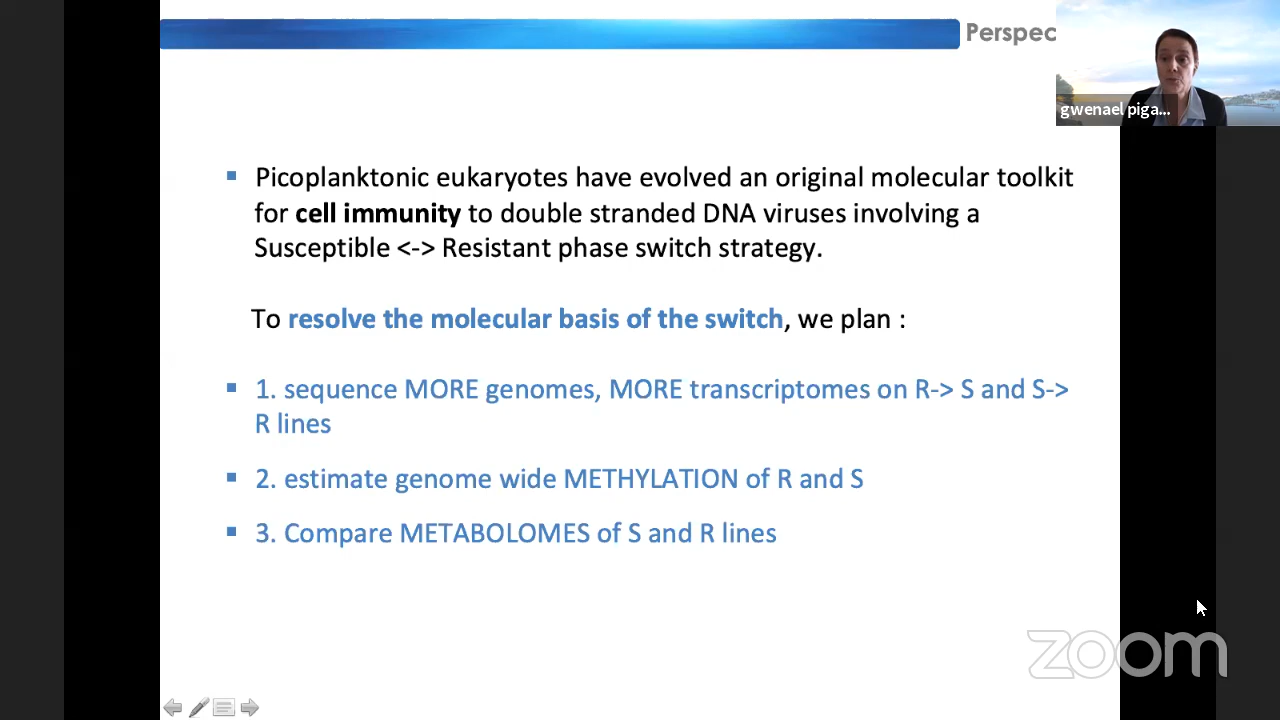 Perspec
gwenael piga...
▪ Picoplanktonic eukaryotes have evolved an original molecular toolkit
for cell immunity to double stranded DNA viruses involving a
Susceptible <-> Resistant phase switch strategy.
To resolve the molecular basis of the switch, we plan :
▪ 1. sequence MORE genomes, MORE transcriptomes on R-> S and S->
R lines
▪ 2. estimate genome wide METHYLATION of R and S
▪ 3. Compare METABOLOMES of S and R lines
zoom